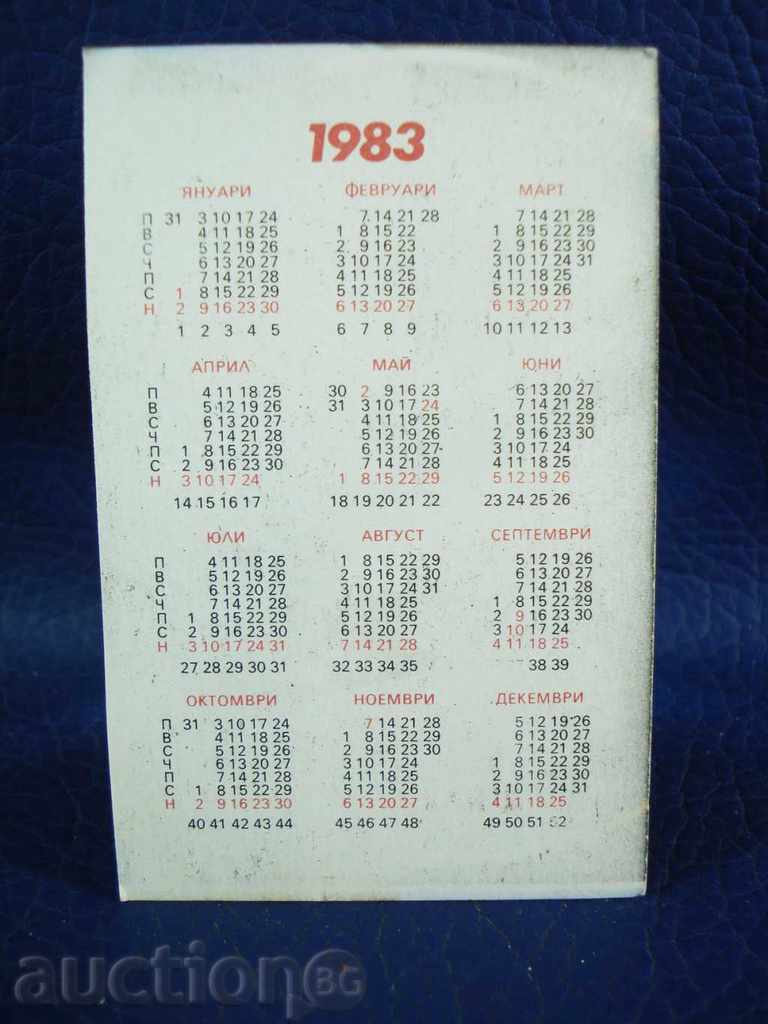 1983
ЯНУАРИ ФЕВРУАРИ МАРТ
П 31 3 10 17 24 7 14 21 28 7 14 21 28
В 4 11 18 25 1 8 15 22 1 8 15 22 29
С 5 12 19 26 2 9 16 23 2 9 16 23 30
Ч 6 13 20 27 3 10 17 24 3 10 17 24 31
П 7 14 21 28 4 11 18 25 4 11 18 25
С 1 8 15 22 29 5 12 19 26 5 12 19 26
Н 2 9 16 23 30 6 13 20 27 6 13 20 27
1 2 3 4 5 6 7 8 9 10 11 12 13
АПРИЛ МАЙ ЮНИ
П 4 11 18 25 30 2 9 16 23 6 13 20 27
В 5 12 19 26 31 3 10 17 24 7 14 21 28
С 6 13 20 27 4 11 18 25 1 8 15 22 29
Ч 7 14 21 28 5 12 19 26 2 9 16 23 30
П 1 8 15 22 29 6 13 20 27 3 10 17 24
С 2 9 16 23 30 7 14 21 28 4 11 18 25
Н 3 10 17 24 1 8 15 22 29 5 12 19 26
14 15 16 17 18 19 20 21 22 23 24 25 26
ЮЛИ АВГУСТ СЕПТЕМВРИ
П 4 11 18 25 1 8 15 22 29 5 12 19 26
В 5 12 19 26 2 9 16 23 30 6 13 20 27
С 6 13 20 27 3 10 17 24 31 7 14 21 28
Ч 7 14 21 28 4 11 18 25 1 8 15 22 29
П 1 8 15 22 29 5 12 19 26 2 9 16 23 30
С 2 9 16 23 30 6 13 20 27 3 10 17 24
Н 3 10 17 24 31 7 14 21 28 4 11 18 25
27 28 29 30 31 32 33 34 35 38 39
ОКТОМВРИ НОЕМВРИ ДЕКЕМВРИ
П 31 3 10 17 24 7 14 21 28 5 12 19 26
В 4 11 18 25 1 8 15 22 29 6 13 20 27
С 5 12 19 26 2 9 16 23 30 7 14 21 28
Ч 6 13 20 27 3 10 17 24 1 8 15 22 29
П 7 14 21 28 4 11 18 25 2 9 16 23 30
С 1 8 15 22 29 5 12 19 26 3 10 17 24 31
Н 2 9 16 23 30 6 13 20 27 4 11 18 25
40 41 42 43 44 45 46 47 48 49 50 51 52
auctionBG